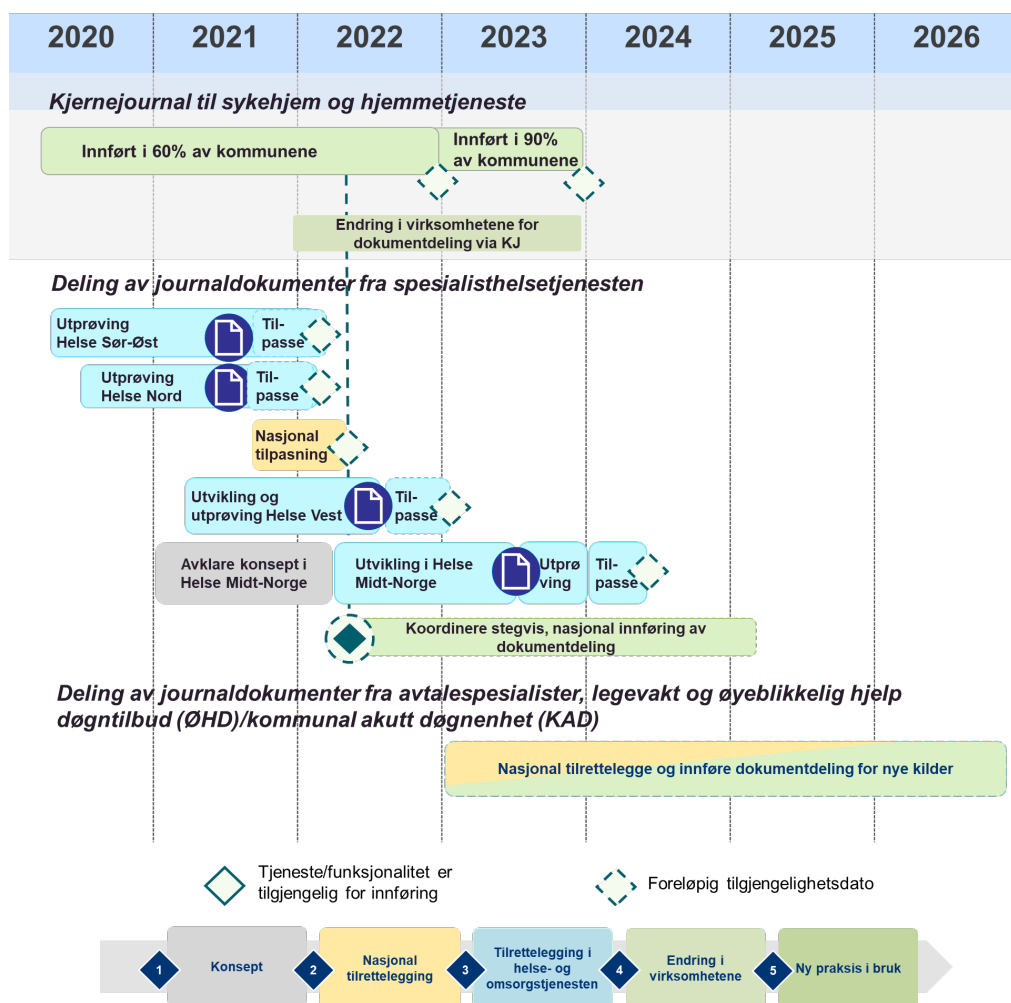 2020 2021 2022 2023 2024 2025 2026
Kjernejournal til sykehjem og hjemmetjeneste
Innført i 60% av kommunene
Innført i 90%
av kommunene
Endring i virksomhetene for
dokumentdeling via KJ
Deling av journaldokumenter fra spesialisthelsetjenesten
Utprøving
Helse Sør-Øst
Til-
passe
Utprøving
Helse Nord
Til-
passe
Nasjonal
tilpasning
Utvikling og
utprøving Helse Vest
Til-
passe
Avklare konsept i
Helse Midt-Norge
Utvikling i Helse
Midt-Norge
Utprø
ving
Til-
passe
Koordinere stegvis, nasjonal innføring av
dokumentdeling
Deling av journaldokumenter fra avtalespesialister, legevakt og øyeblikkelig hjelp
døgntilbud (ØHD)/kommunal akutt døgnenhet (KAD)
Nasjonal tilrettelegge og innføre dokumentdeling for nye kilder
Tjeneste/funksjonalitet er
tilgjengelig for innføring
Foreløpig tilgjengelighetsdato
1
Konsept
2
Nasjonal
tilrettelegging
3
Tilrettelegging i
helse- og
omsorgstjenesten
4
Endring i
virksomhetene
5
Ny praksis i bruk